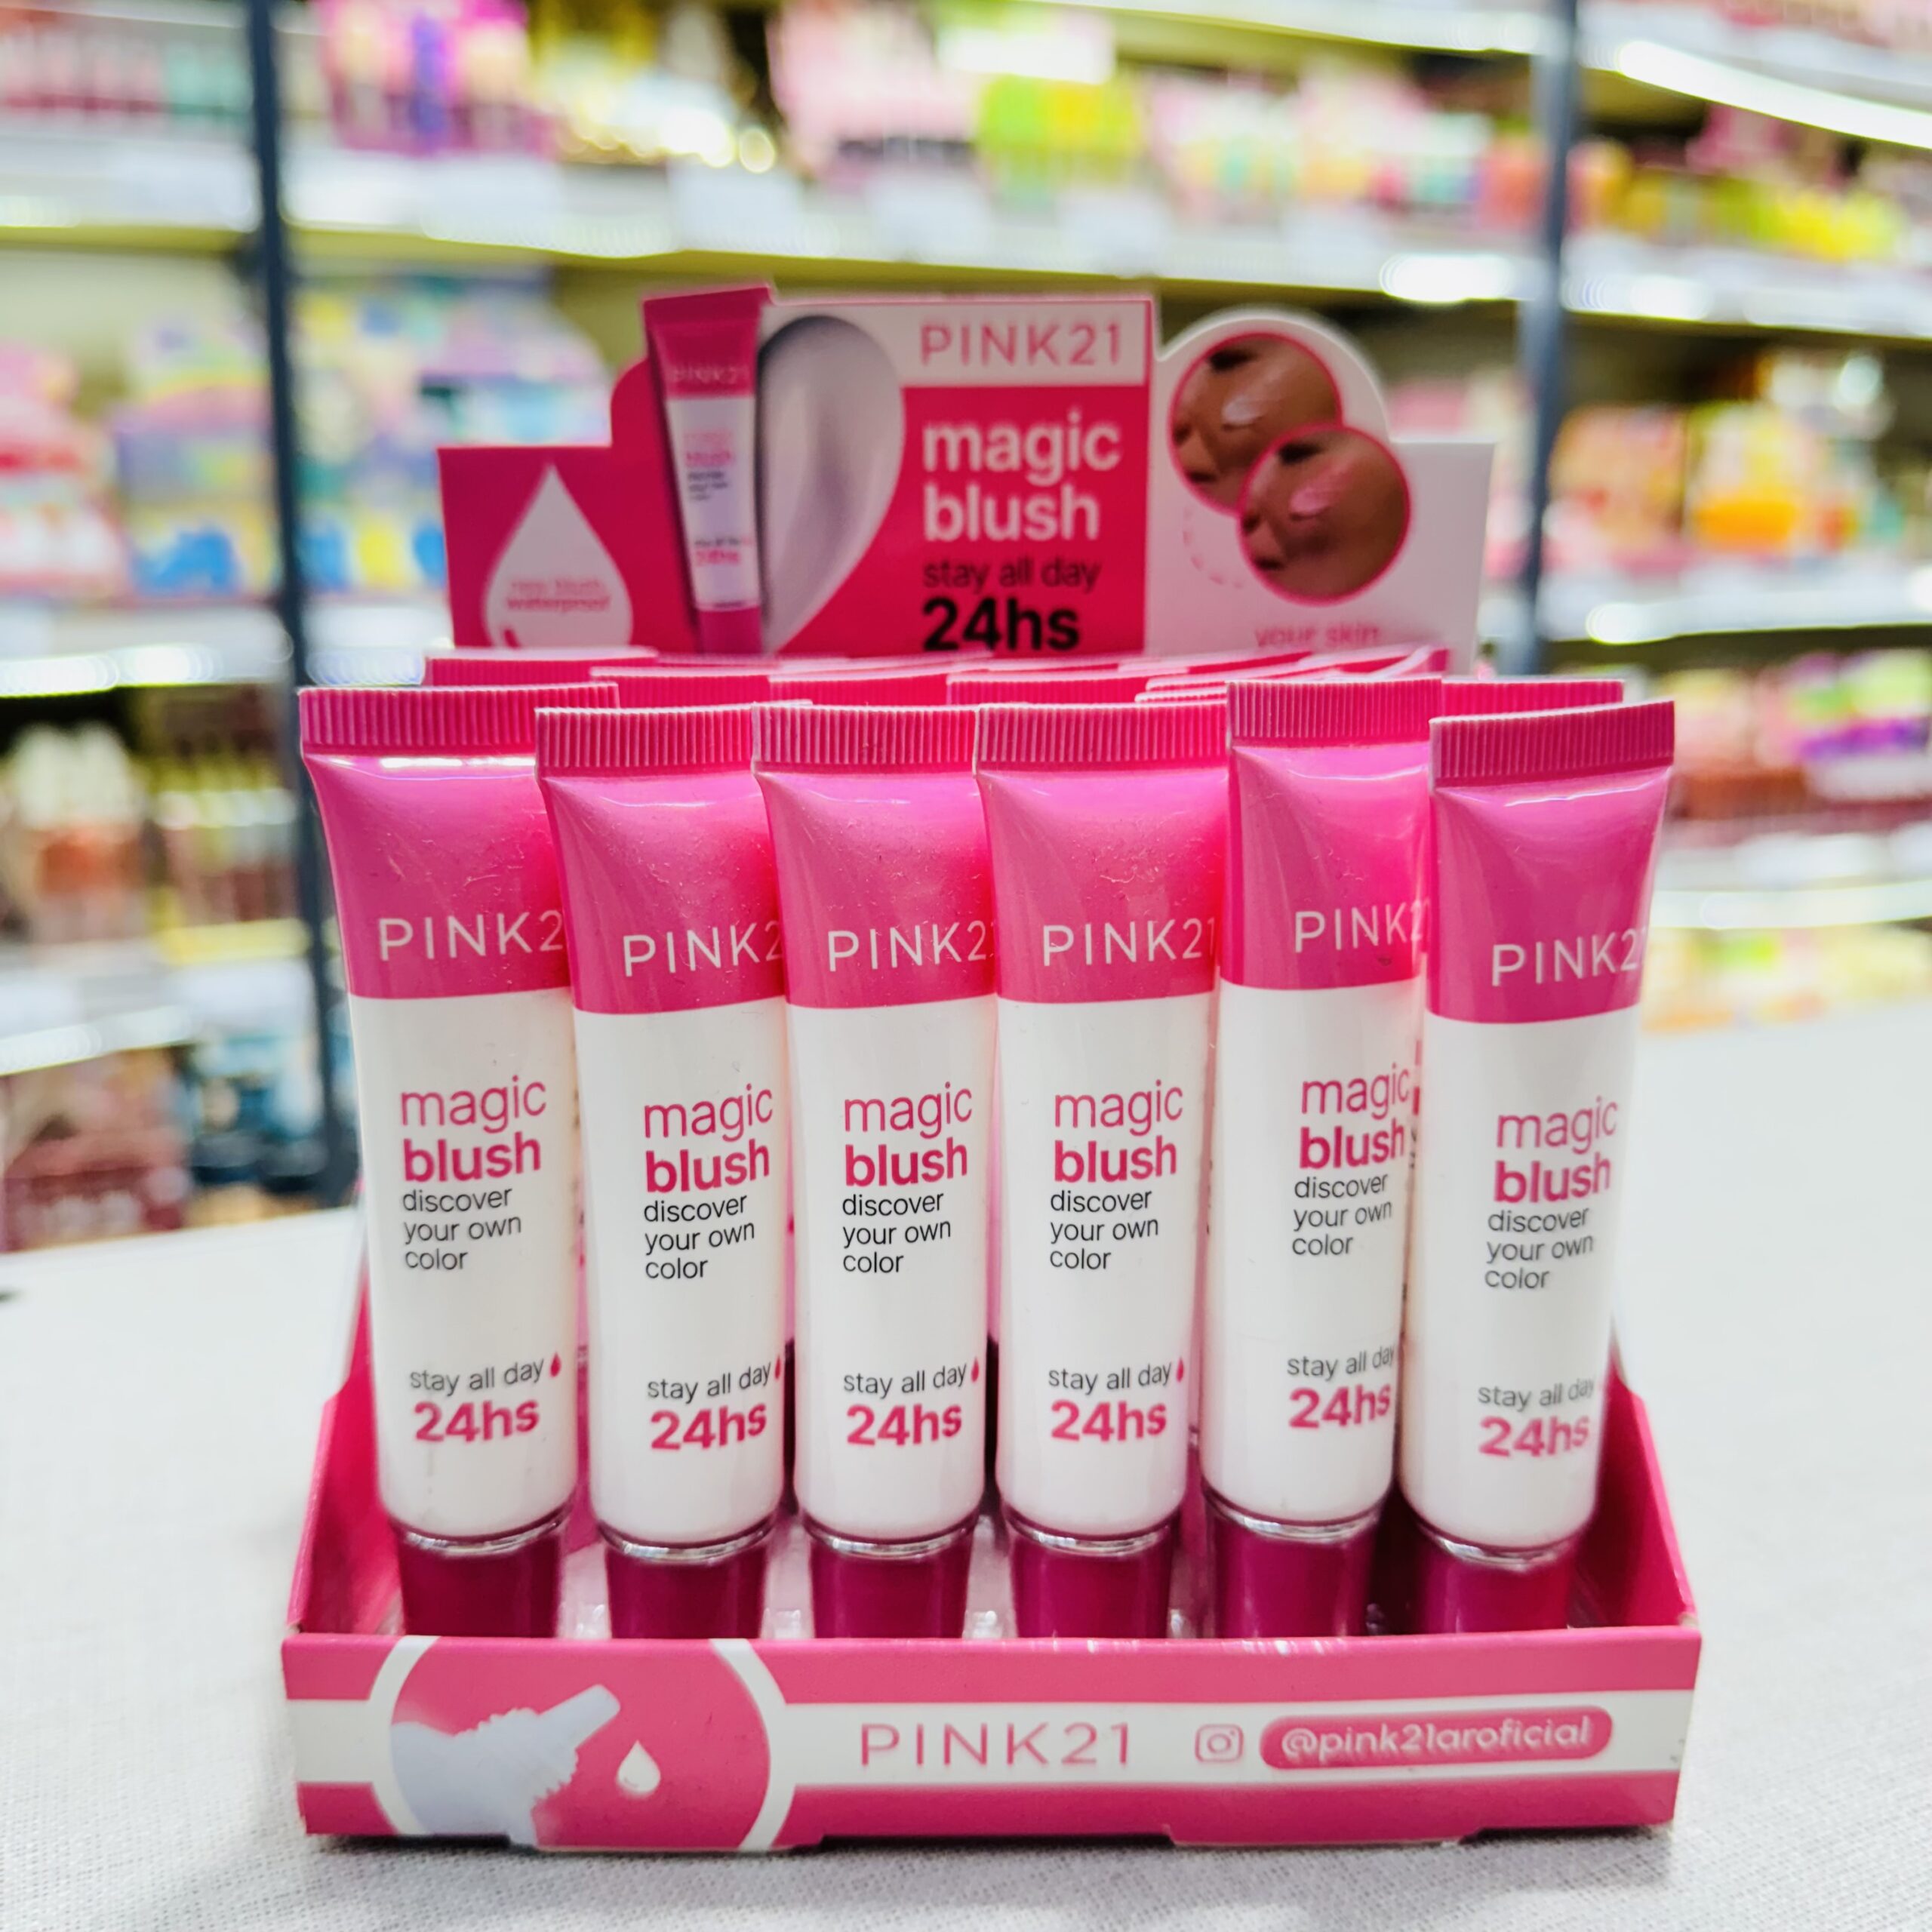 PINK21
magic
blush
stay all day
24hs
waterproof
your skin
PINK21
PINK2
magic
blush
discover
your own
color
stay all day
24hs
PINK2
magic
blush
discover
your own
color
stay all day
24hs
PINK2
magic
blush
discover
your own
color
stay all day
24hs
PINK21
magic
blush
discover
your own
color
stay all day
24hs
PINK2
magic
blush
discover
your own
color
stay all day
24hs
PINK2
magic
blush
discover
your own
color
stay all day
24hs
PINK21 @pink21aroficial